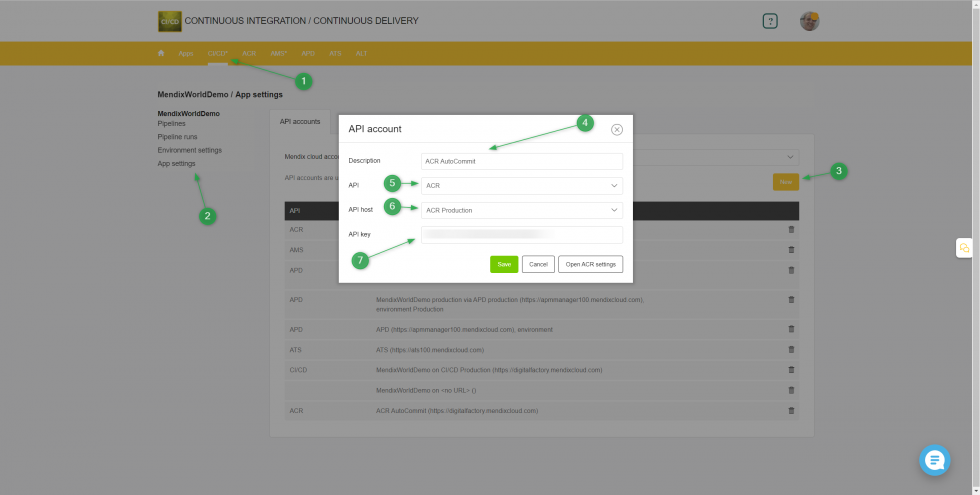 CI/CD CONTINUOUS INTEGRATION / CONTINUOUS DELIVERY ?
Apps CI/CD* ACR AMS* APD ATS ALT
1
MendixWorldDemo / App settings
MendixWorldDemo
Pipelines
Pipeline runs
Environment settings
App settings
2
API accounts
Mendix cloud acco
API accounts are u
New
3
API account
4
Description ACR AutoCommit
API 5 ACR
API host 6 ACR Production
API key
7
Save Cancel Open ACR settings
API
ACR
AMS
APD
APD MendixWorldDemo production via APD production (https://apmmanager100.mendixcloud.com),
environment Production
APD APD (https://apmmanager100.mendixcloud.com), environment
ATS ATS (https://ats100.mendixcloud.com)
CI/CD MendixWorldDemo on CI/CD Production (https://digitalfactory.mendixcloud.com)
MendixWorldDemo on <no URL> ()
ACR ACR AutoCommit (https://digitalfactory.mendixcloud.com)